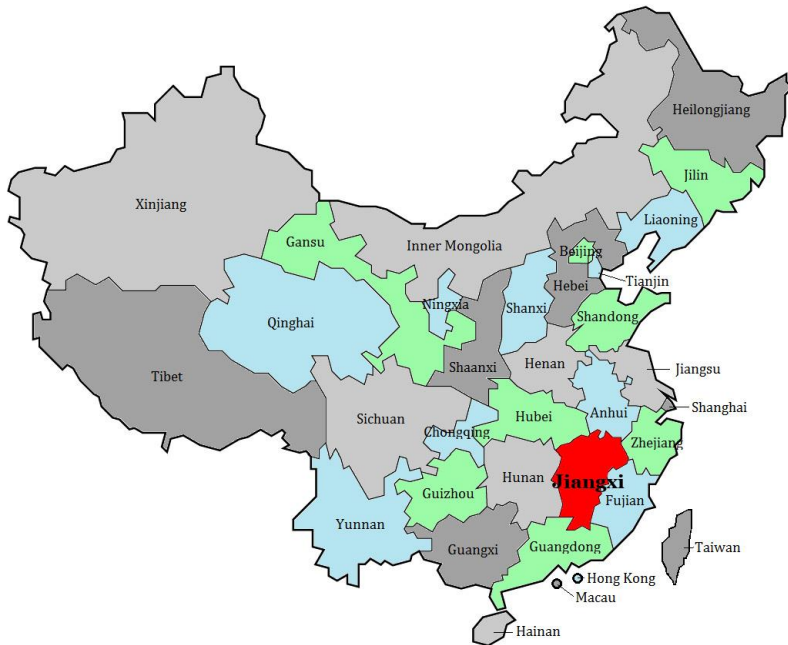 Heilongjiang
Jilin
Xinjiang
Liaoning
Gansu
Inner Mongolia
Beijing
Tianjin
Hebei
Ningxia
Shanxi
Qinghai
Shandong
Shaanxi
Henan
Jiangsu
Tibet
Sichuan
Shanghai
Hubei
Anhui
Chongqing
Zhejiang
Hunan
Jiangxi
Guizhou
Fujian
Yunnan
Guangxi
Guangdong
Taiwan
Hong Kong
Macau
Hainan